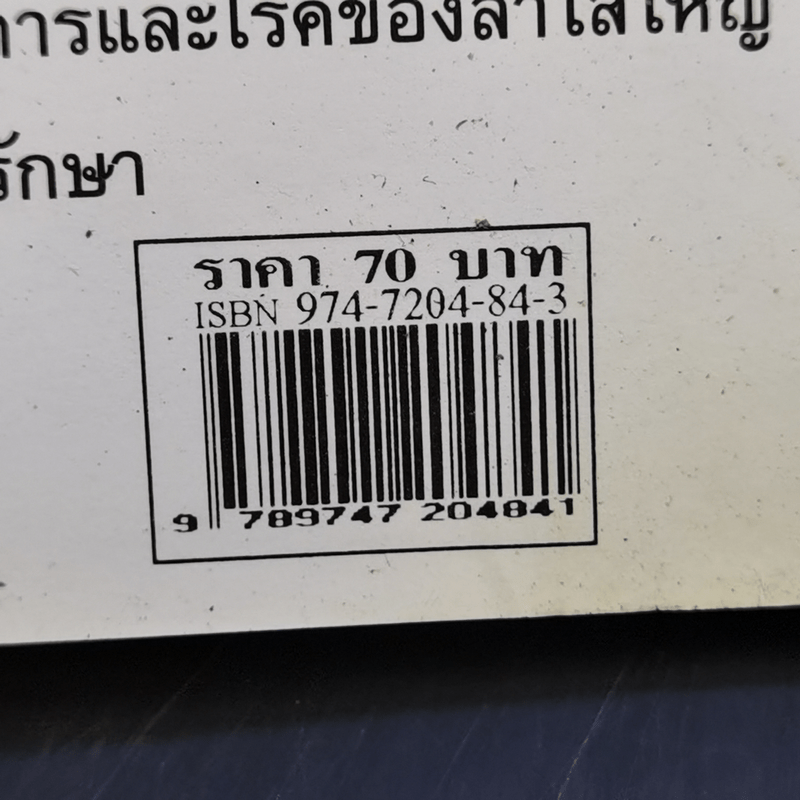 การและโรคของลำไส้ใหญ่
รักษา
ราคา 70 บาท
ISBN 974-7204-84-3
9 789747 204841